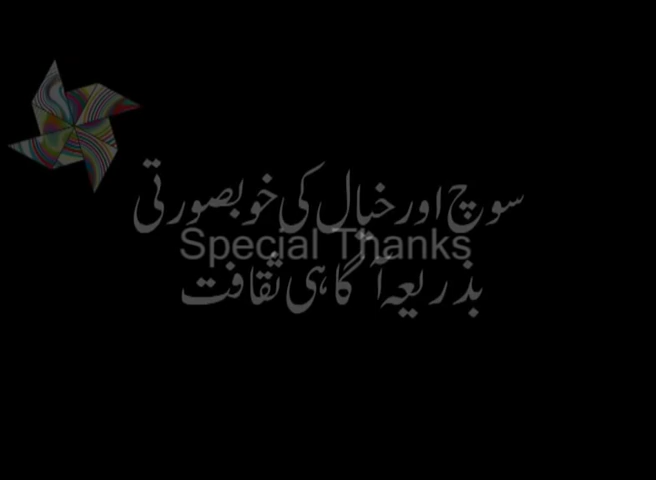 سوچ اور خیال کی خوبصورتی
Special Thanks
بذریعہ آگاہی ثقافت